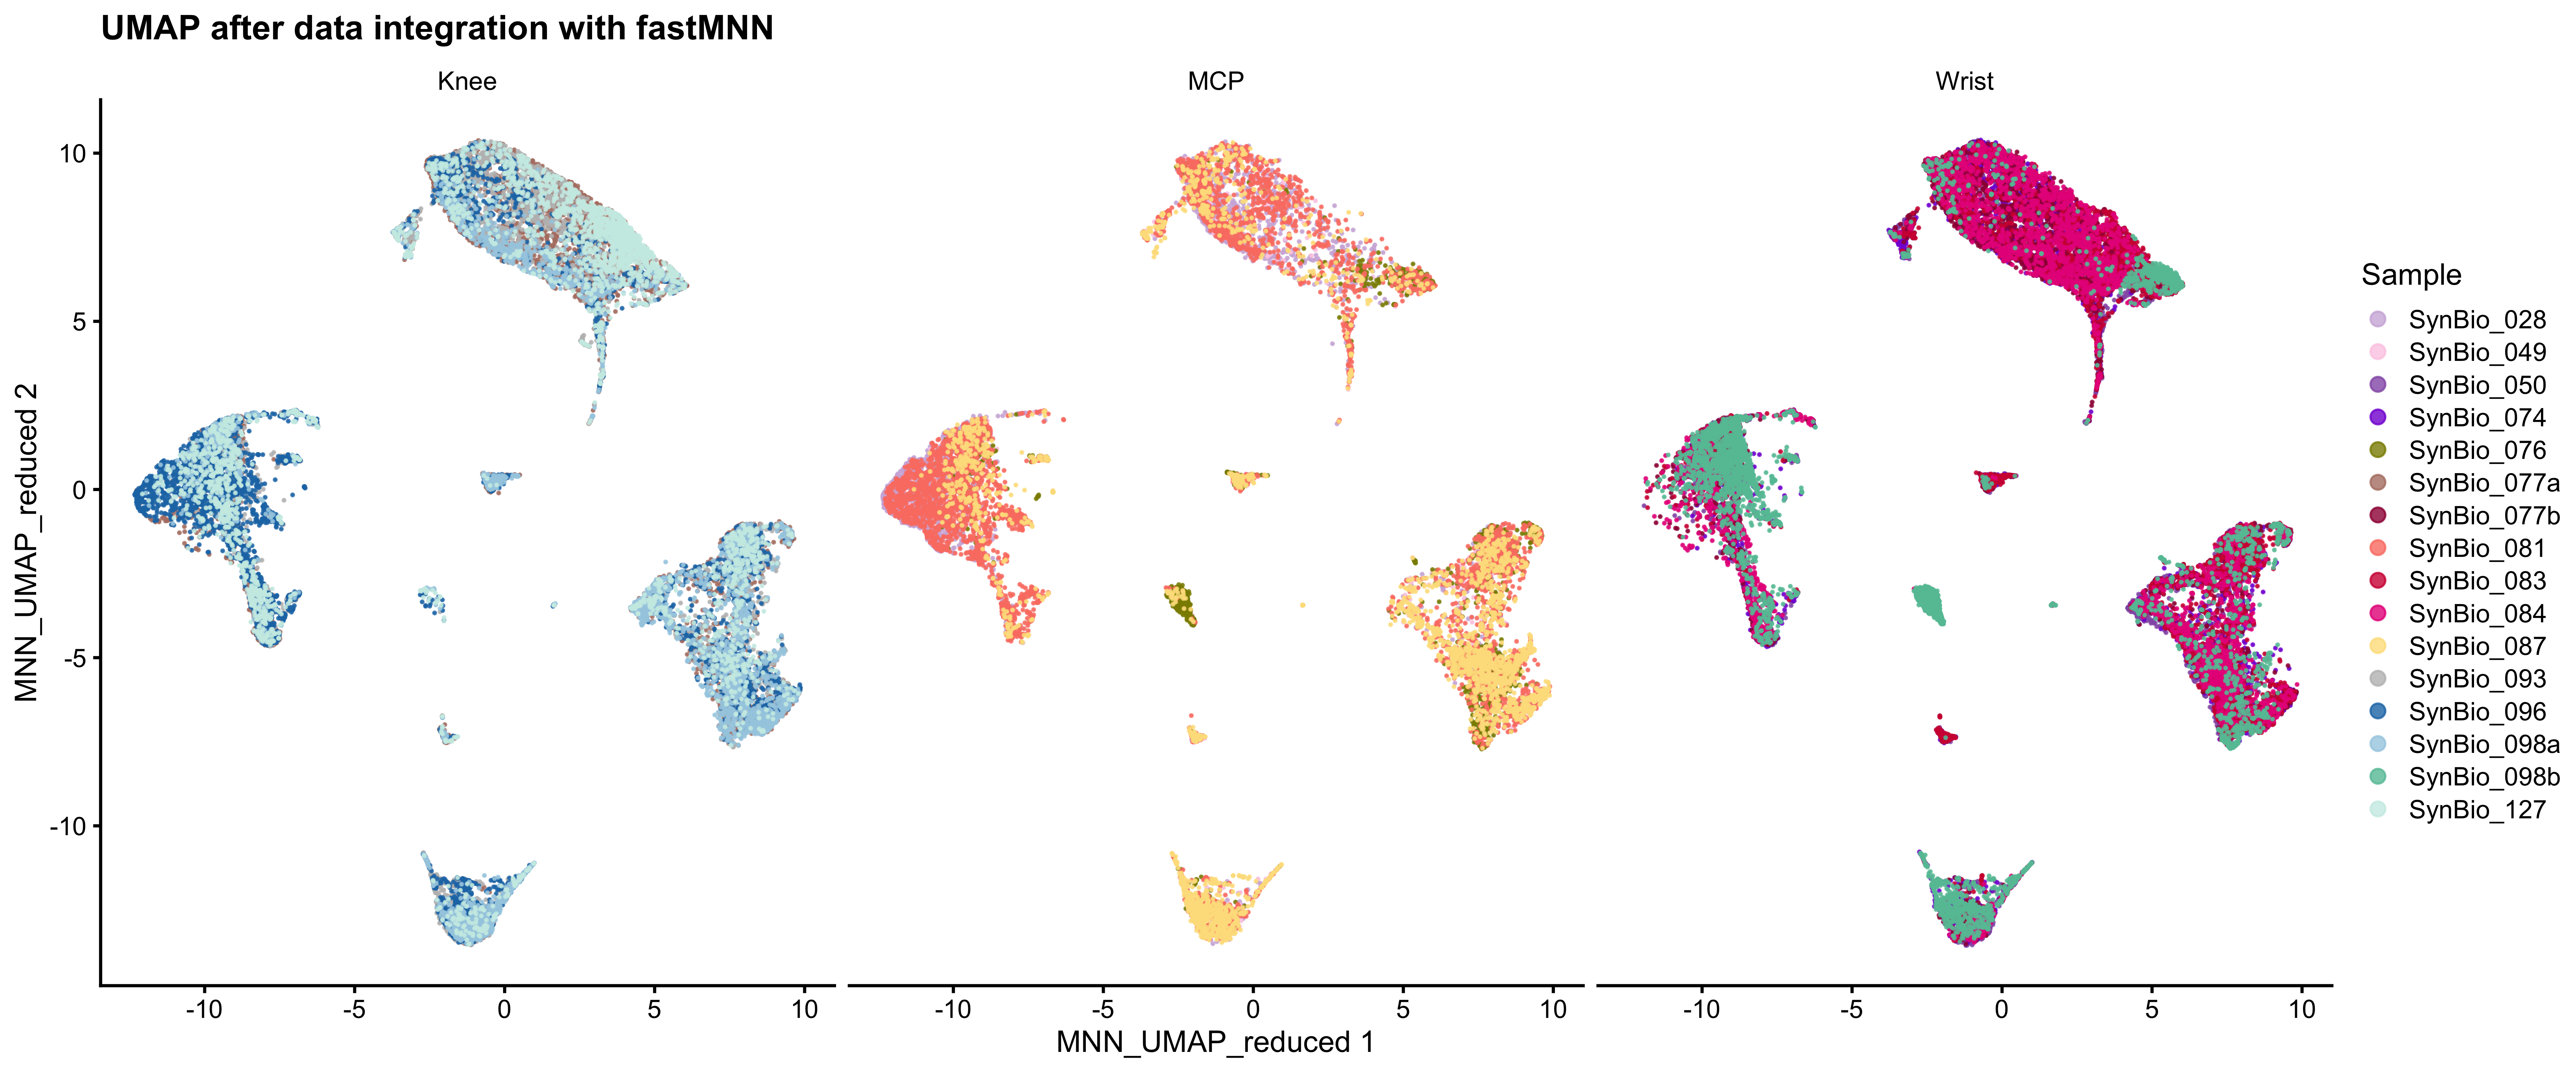 UMAP after data integration with fastMNN
Knee
MCP
Wrist
10
5
0
-5
-10
MNN_UMAP_reduced 2
-10
-5
0
5
10
-10
-5
0
5
10
-10
-5
0
5
10
MNN_UMAP_reduced 1
Sample
SynBio_028
SynBio_049
SynBio_050
SynBio_074
SynBio_076
SynBio_077a
SynBio_077b
SynBio_081
SynBio_083
SynBio_084
SynBio_087
SynBio_093
SynBio_096
SynBio_098a
SynBio_098b
SynBio_127